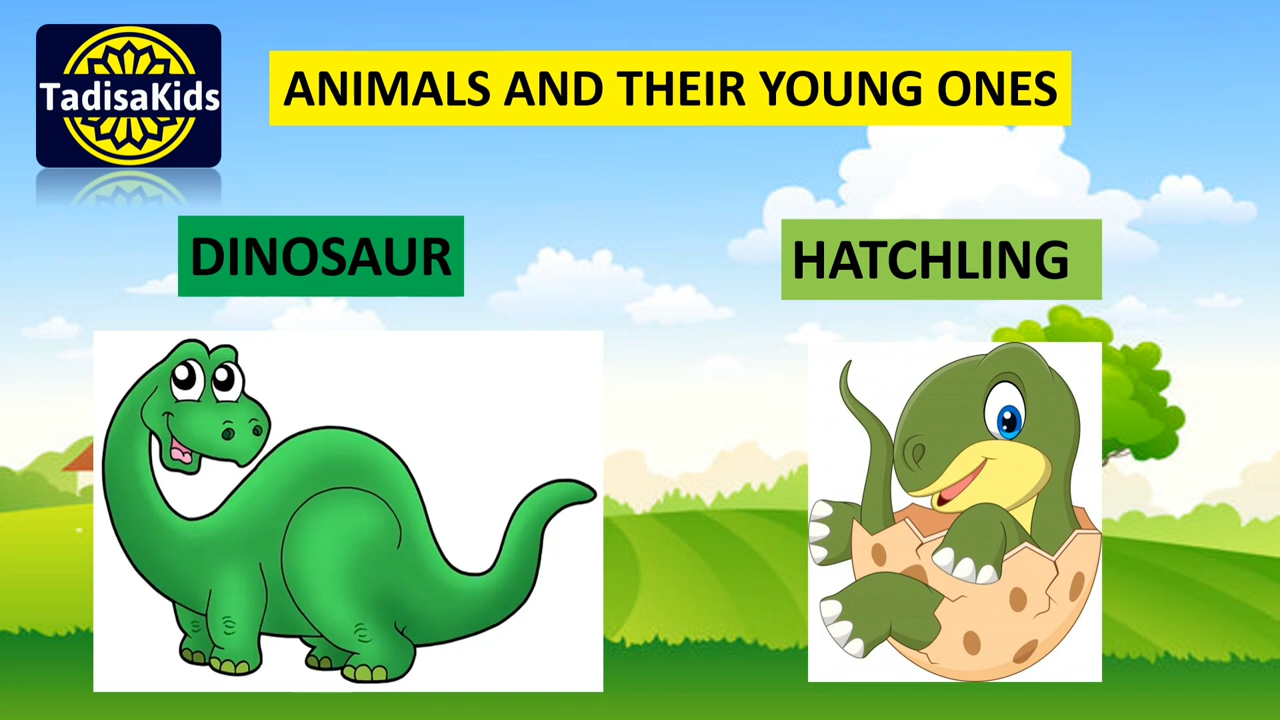 TadisaKids
ANIMALS AND THEIR YOUNG ONES
DINOSAUR
HATCHLING